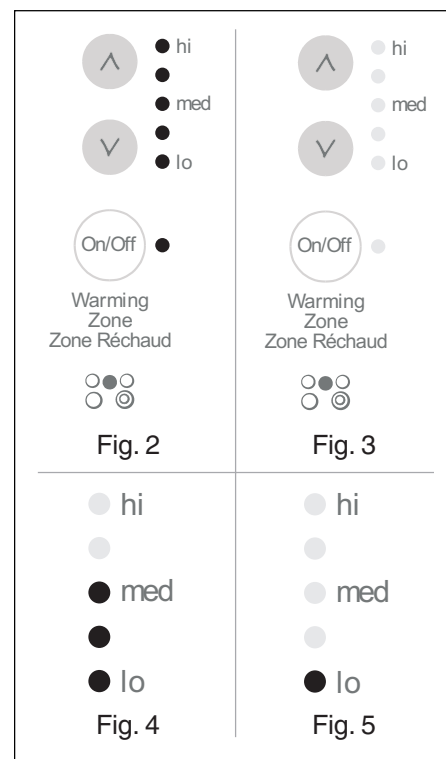 hi
med
lo
On/Off
Warming
Zone
Zone Réchaud
Fig. 2
hi
med
lo
On/Off
Warming
Zone
Zone Réchaud
Fig. 3
hi
med
lo
Fig. 4
hi
med
lo
Fig. 5